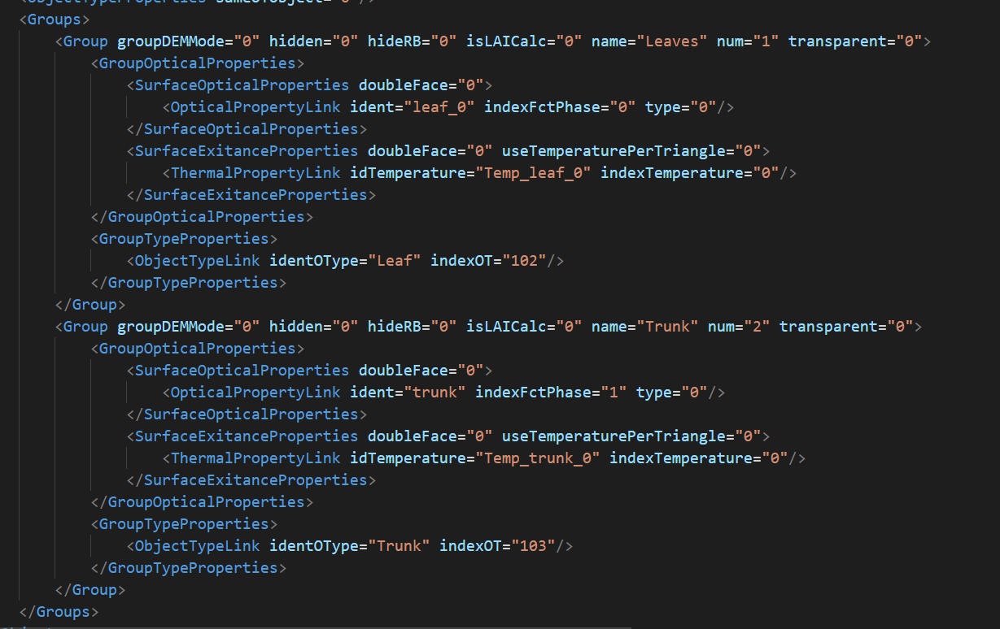 <Groups>
<Group groupDEMMode="0" hidden="0" hideRB="0" isLAICalc="0" name="Leaves" num="1" transparent="0">
<GroupOpticalProperties>
<SurfaceOpticalProperties doubleFace="0">
<OpticalPropertyLink ident="leaf_0" indexFctPhase="0" type="0"/>
</SurfaceOpticalProperties>
<SurfaceExitanceProperties doubleFace="0" useTemperaturePerTriangle="0">
<ThermalPropertyLink idTemperature="Temp_leaf_0" indexTemperature="0"/>
</SurfaceExitanceProperties>
</GroupOpticalProperties>
<GroupTypeProperties>
<ObjectTypeLink identOType="Leaf" indexOT="102"/>
</GroupTypeProperties>
</Group>
<Group groupDEMMode="0" hidden="0" hideRB="0" isLAICalc="0" name="Trunk" num="2" transparent="0">
<GroupOpticalProperties>
<SurfaceOpticalProperties doubleFace="0">
<OpticalPropertyLink ident="trunk" indexFctPhase="1" type="0"/>
</SurfaceOpticalProperties>
<SurfaceExitanceProperties doubleFace="0" useTemperaturePerTriangle="0">
<ThermalPropertyLink idTemperature="Temp_trunk_0" indexTemperature="0"/>
</SurfaceExitanceProperties>
</GroupOpticalProperties>
<GroupTypeProperties>
<ObjectTypeLink identOType="Trunk" indexOT="103"/>
</GroupTypeProperties>
</Group>
</Groups>